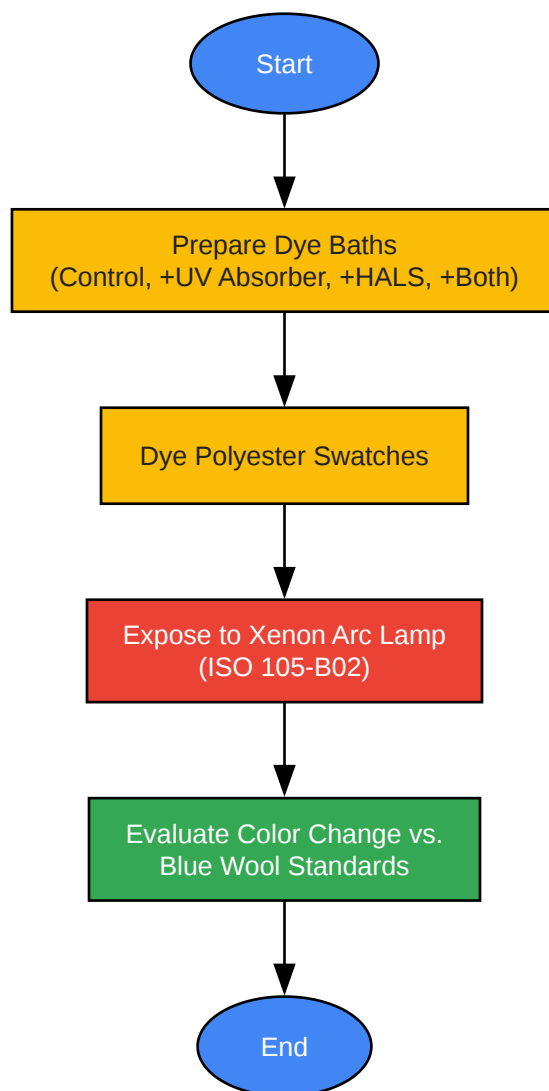 Start
Prepare Dye Baths
(Control, +UV Absorber, +HALS, +Both)
Dye Polyester Swatches
Expose to Xenon Arc Lamp
(ISO 105-B02)
Evaluate Color Change vs.
Blue Wool Standards
End